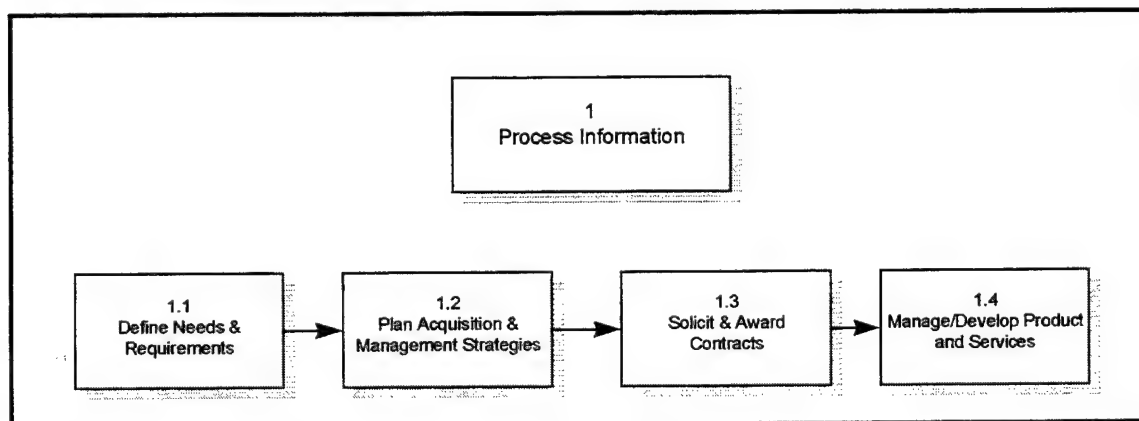 1
Process Information
1.1
Define Needs &
Requirements
1.2
Plan Acquisition &
Management Strategies
1.3
Solicit & Award
Contracts
1.4
Manage/Develop Product
and Services